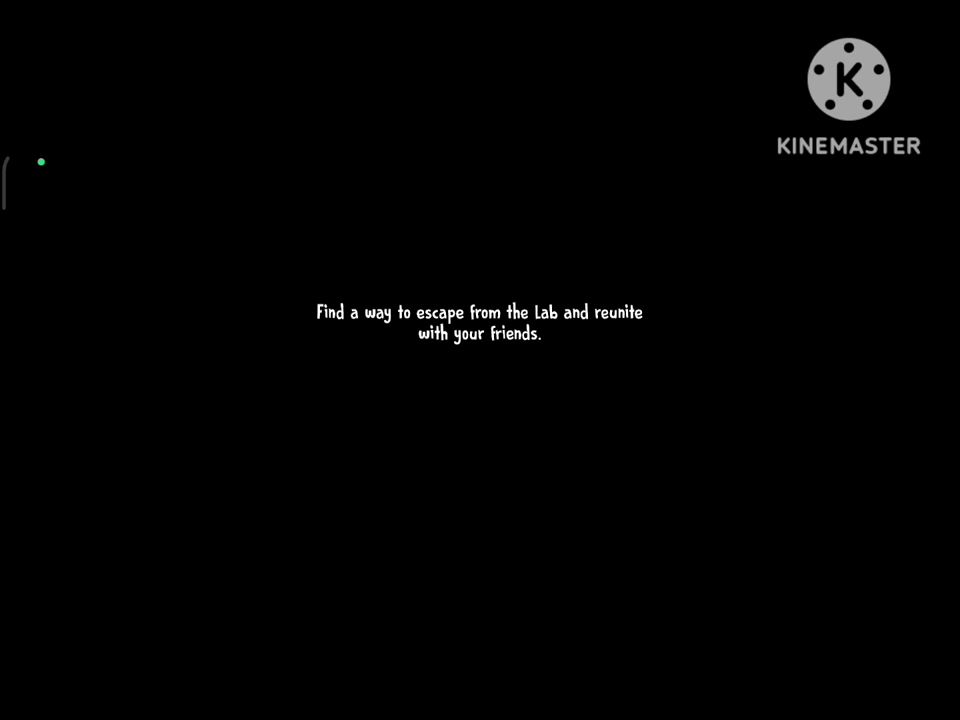 K
KINEMASTER
Find a way to escape from the Lab and reunite
with your friends.